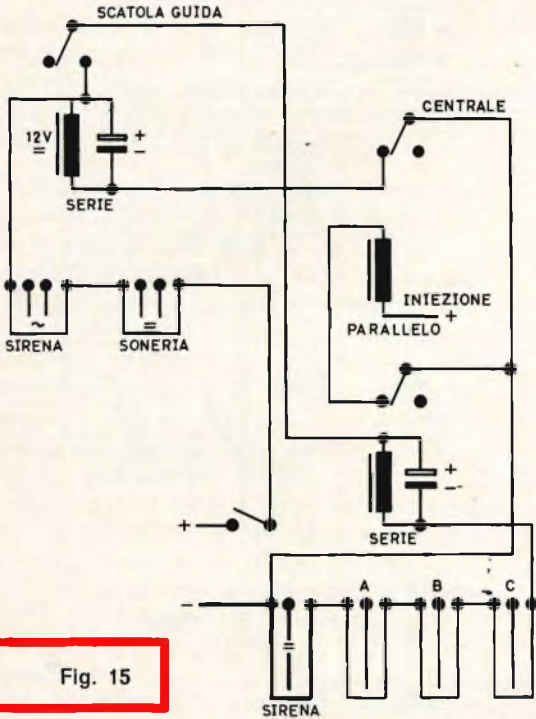 SCATOLA GUIDA
CENTRALE
12V
=
+
-
SERIE
INIEZIONE
PARALLELO +
~
=
SIRENA
SONERIA
+
-
SERIE
+
-
A B C
=
SIRENA
Fig. 15